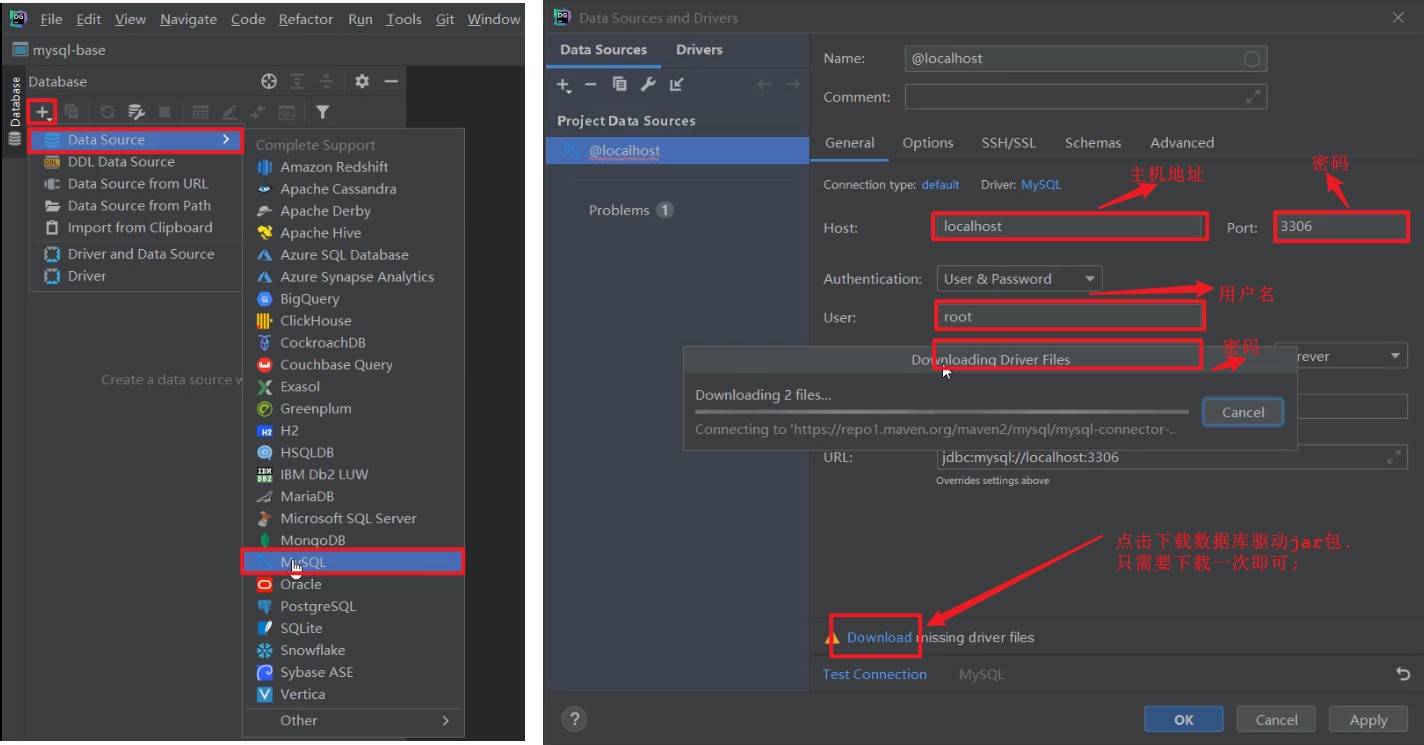 File Edit View Navigate Code Refactor Run Tools Git Window
mysql-base
Database
Database
Data Source
DDL Data Source
Data Source from URL
Data Source from Path
Import from Clipboard
Driver and Data Source
Driver
Create a data source w
Complete Support
Amazon Redshift
Apache Cassandra
Apache Derby
Apache Hive
Azure SQL Database
Azure Synapse Analytics
BigQuery
ClickHouse
CockroachDB
Couchbase Query
Exasol
Greenplum
H2
HSQLDB
IBM Db2 LUW
MariaDB
Microsoft SQL Server
MongoDB
MySQL
Oracle
PostgreSQL
SQLite
Snowflake
Sybase ASE
Vertica
Other
Data Sources and Drivers
Data Sources Drivers
Project Data Sources
@localhost
Problems 1
Name: @localhost
Comment:
General Options SSH/SSL Schemas Advanced
密码
主机地址
Connection type: default Driver: MySQL
Host: localhost Port: 3306
Authentication: User & Password
用户名
User: root
密码
rever
Downloading Driver Files
Downloading 2 files...
Cancel
Connecting to 'https://repo1.maven.org/maven2/mysql/mysql-connector-..
URL: jdbc:mysql://localhost:3306
Overrides settings above
点击下载数据库驱动jar包.
只需要下载一次即可;
Download missing driver files
Test Connection MySQL
? OK Cancel Apply